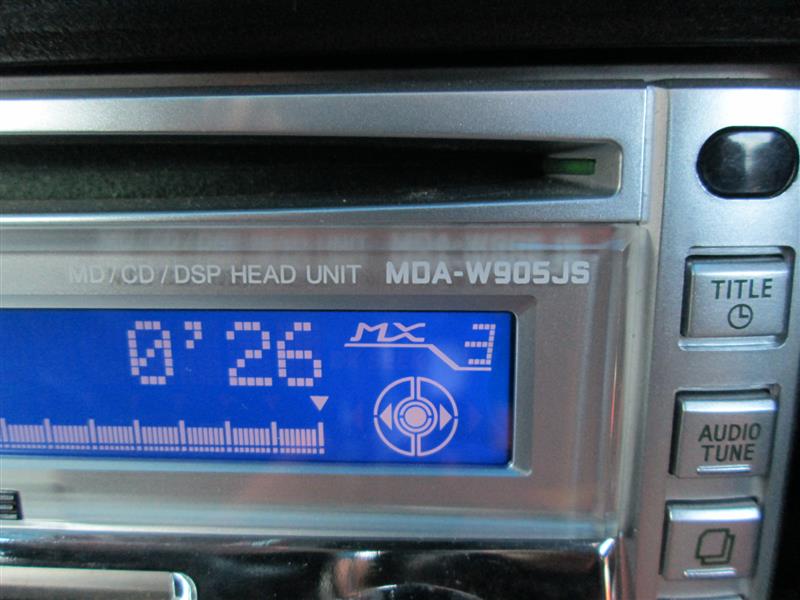 MD/CD/DSP HEAD UNIT MDA-W905JS
TITLE
0'26 MX 3
AUDIO
TUNE